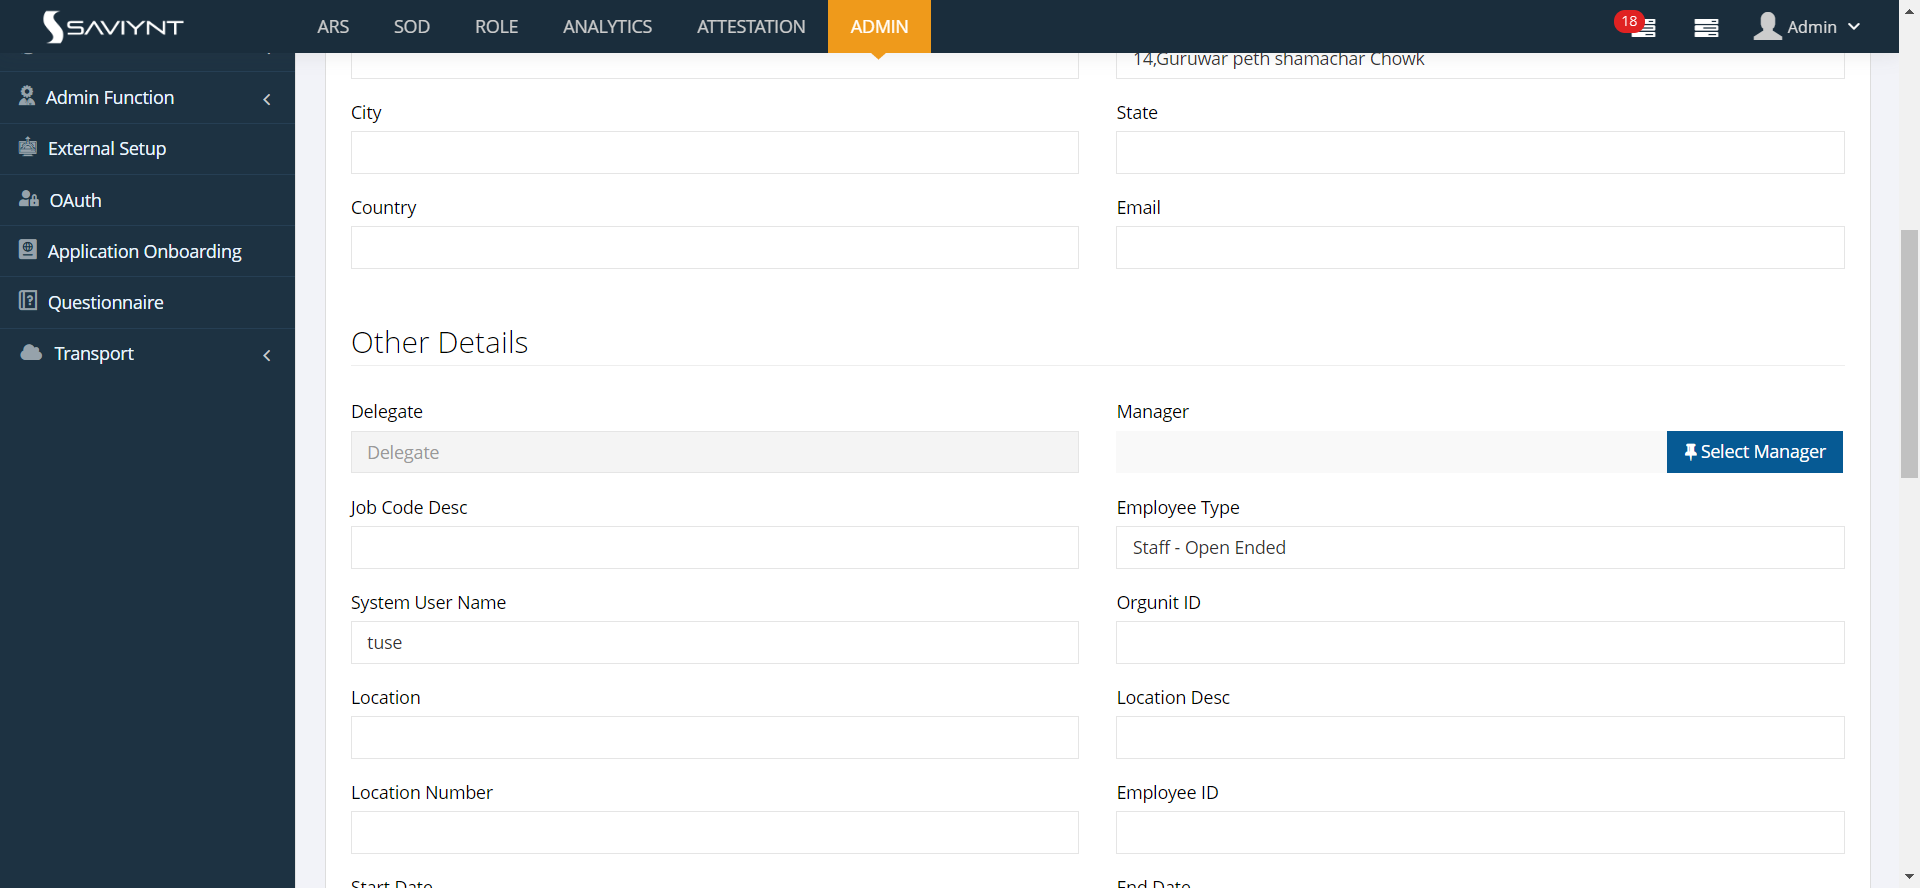 SAVIYNT
ARS SOD ROLE ANALYTICS ATTESTATION ADMIN 18 Admin
14,Guruwar peth shamachar Chowk
Admin Function
External Setup
OAuth
Application Onboarding
Questionnaire
Transport
City State
Country Email
Other Details
Delegate Manager
Delegate Select Manager
Job Code Desc Employee Type
Staff - Open Ended
System User Name Orgunit ID
tuse
Location Location Desc
Location Number Employee ID
Start Date End Date